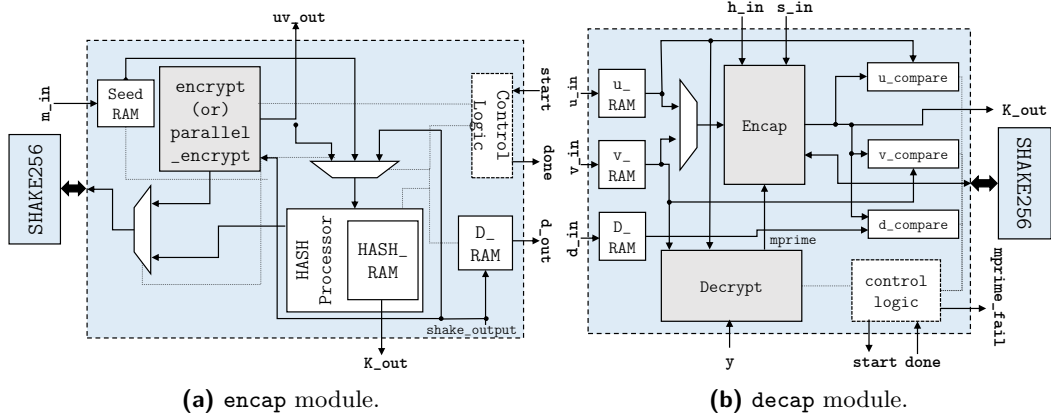 uv_out
m_in
Seed
RAM
encrypt
(or)
parallel
_encrypt
Control
Logic
start
done
SHAKE256
HASH
Processor
HASH_
RAM
D_
RAM
d_out
shake_output
K_out
(a) encap module.
h_in
s_in
u_in
u_
RAM
v_in
v_
RAM
d_in
D_
RAM
Encap
u_compare
v_compare
d_compare
K_out
SHAKE256
mprime
Decrypt
control
logic
mprime_fail
y
start
done
(b) decap module.